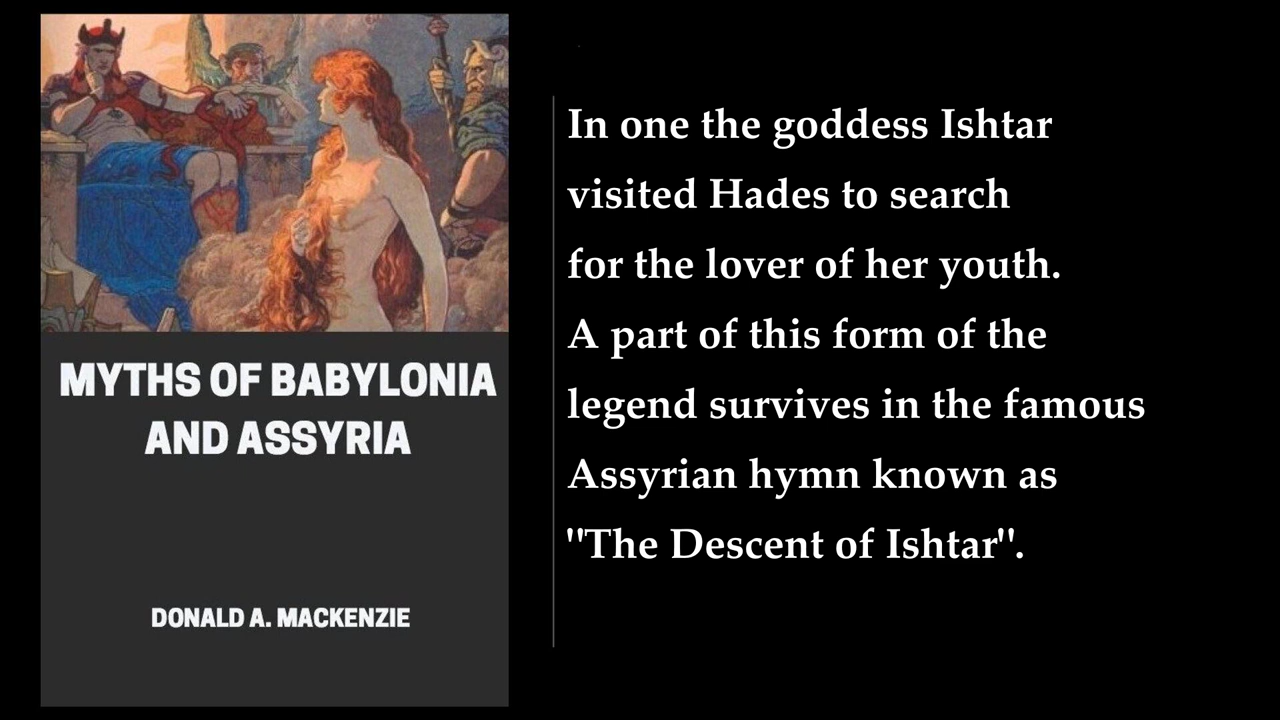 MYTHS OF BABYLONIA
AND ASSYRIA
DONALD A. MACKENZIE
In one the goddess Ishtar
visited Hades to search
for the lover of her youth.
A part of this form of the
legend survives in the famous
Assyrian hymn known as
"The Descent of Ishtar".